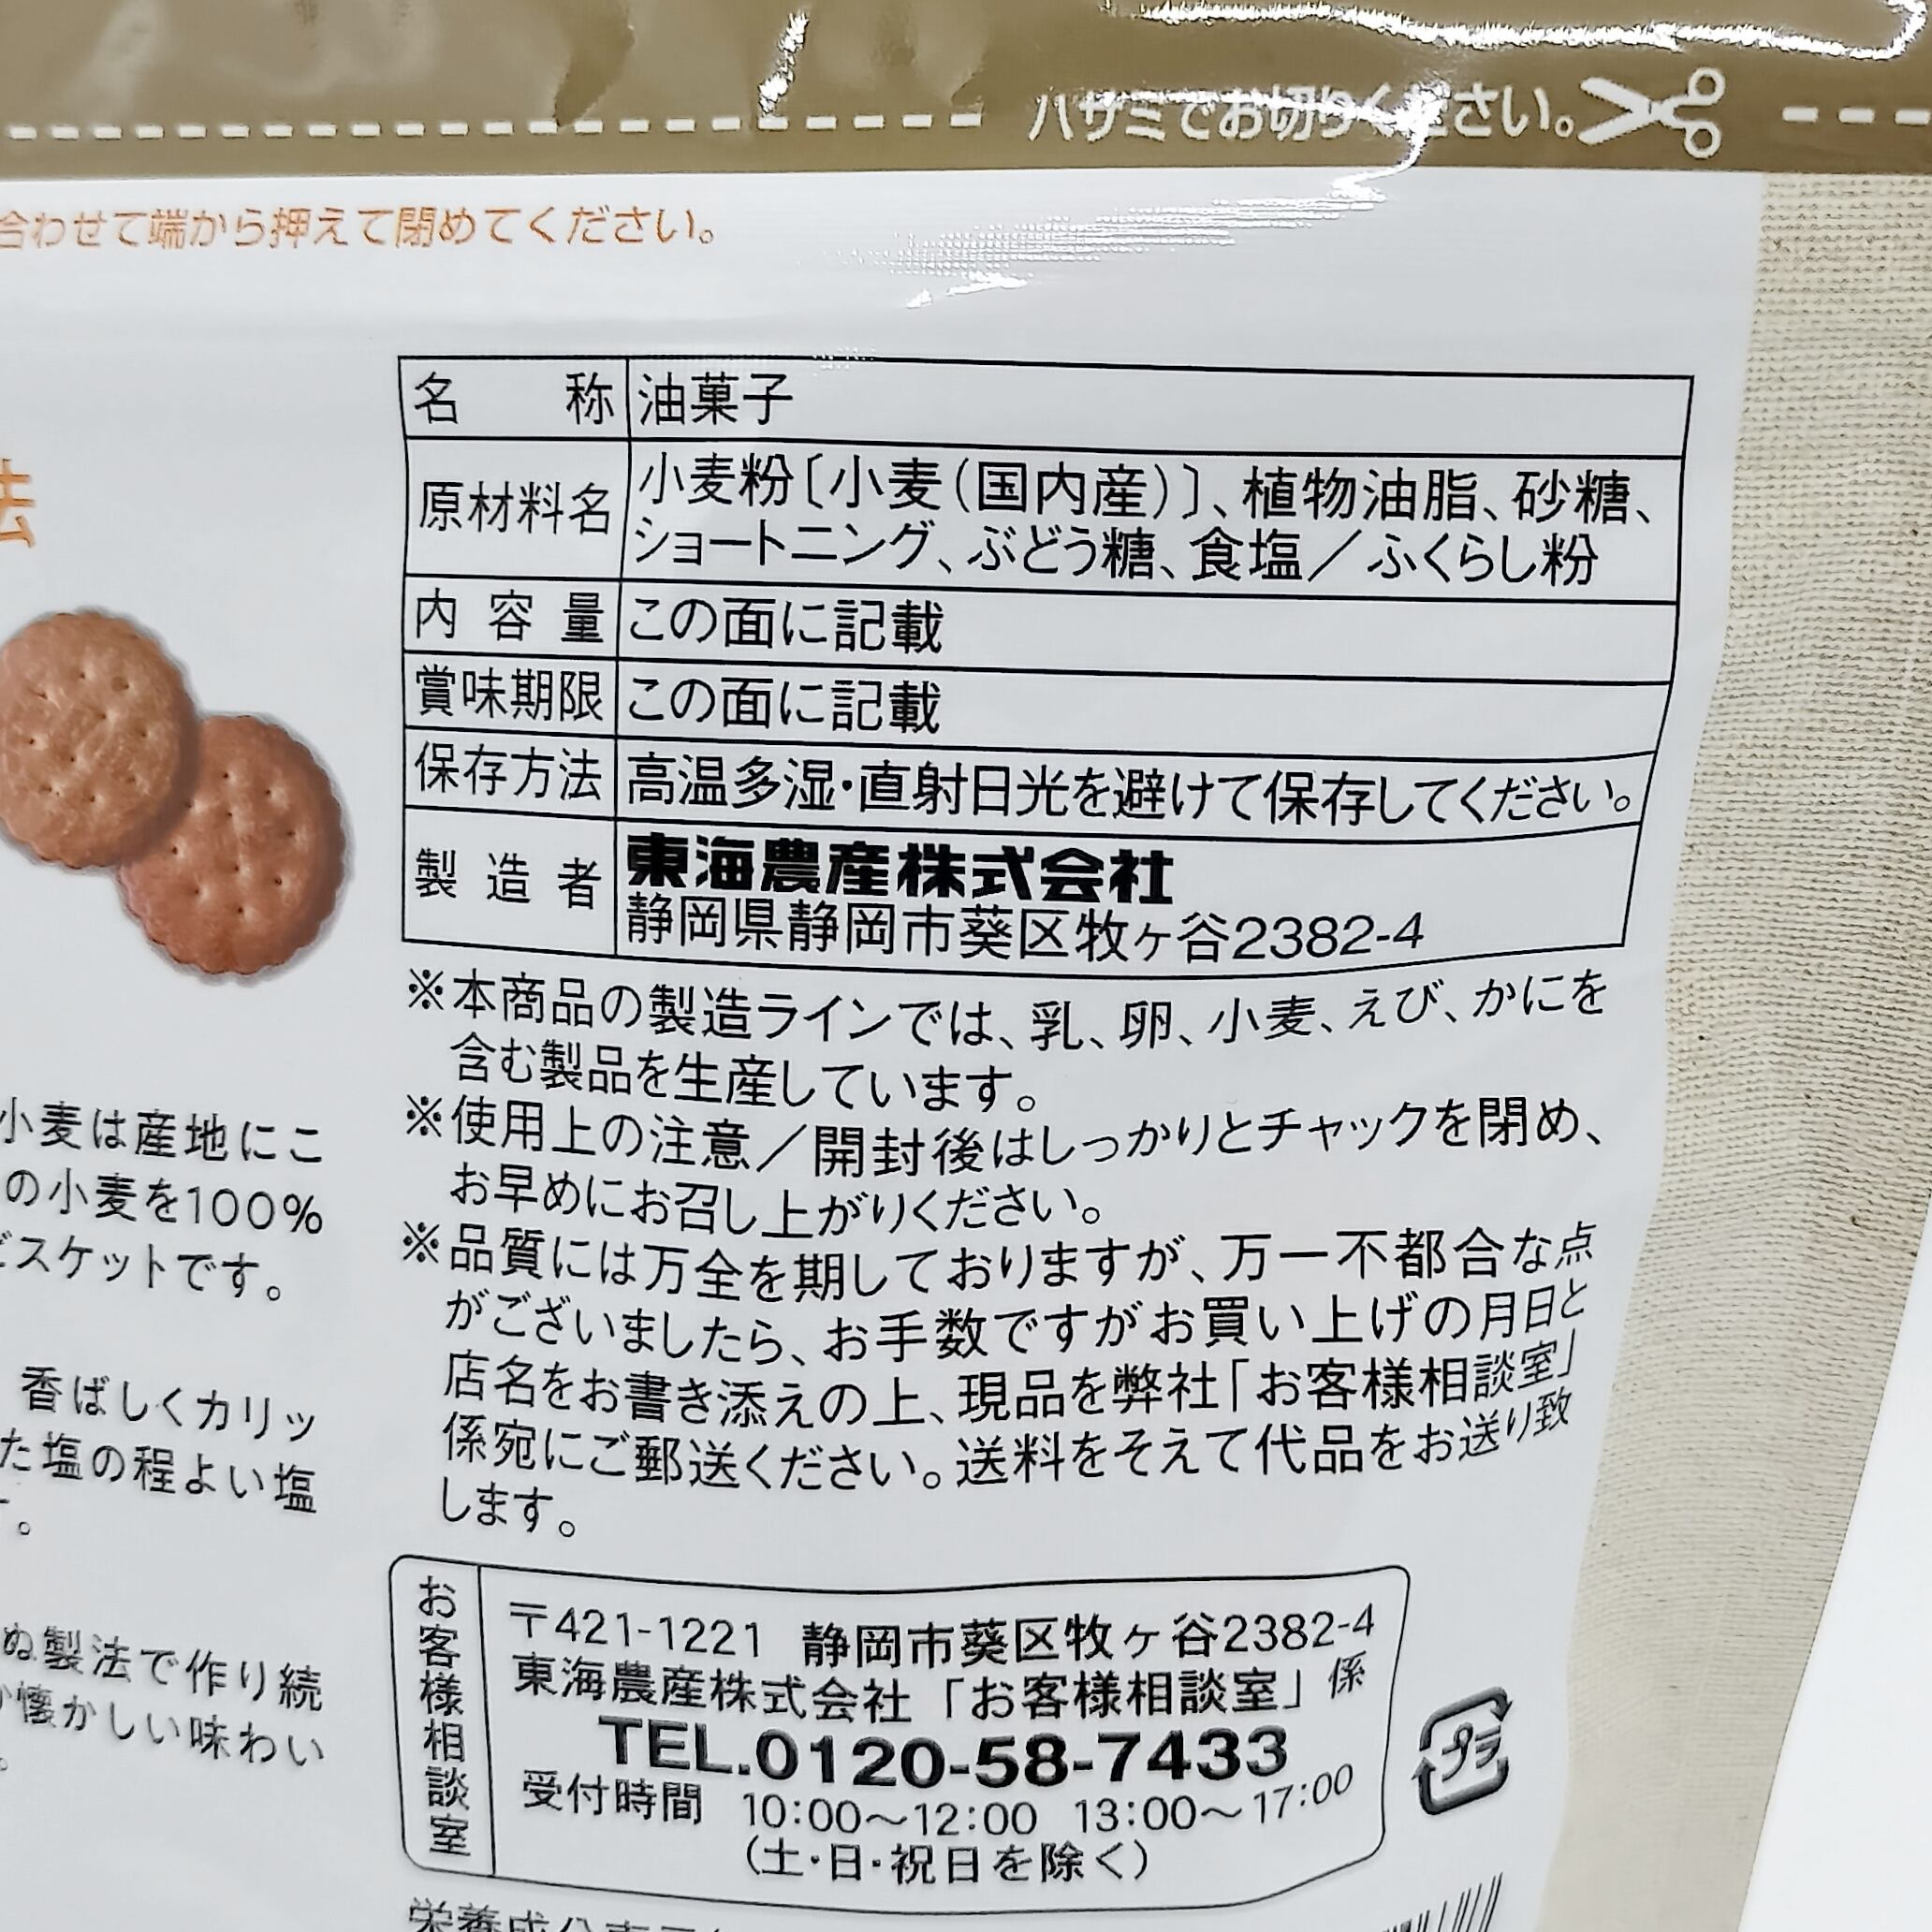 ハサミでお切りください。
合わせて端から押えて閉めてください。
法
名 称 油菓子
原材料名 小麦粉〔小麦(国内産)〕、植物油脂、砂糖、
ショートニング、ぶどう糖、食塩／ふくらし粉
内容量 この面に記載
賞味期限 この面に記載
保存方法 高温多湿・直射日光を避けて保存してください。
製造者 東海農産株式会社
静岡県静岡市葵区牧ヶ谷2382-4
※本商品の製造ラインでは、乳、卵、小麦、えび、かにを
含む製品を生産しています。
※使用上の注意／開封後はしっかりとチャックを閉め、
お早めにお召し上がりください。
※品質には万全を期しておりますが、万一不都合な点
がございましたら、お手数ですがお買い上げの月日と
店名をお書き添えの上、現品を弊社「お客様相談室」
係宛にご郵送ください。送料をそえて代品をお送り致
します。
小麦は産地にこ
の小麦を100%
ビスケットです。
香ばしくカリッ
た塩の程よい塩
。
ぬ製法で作り続
か懐かしい味わい
。
お客様相談室
〒421-1221 静岡市葵区牧ヶ谷2382-4
東海農産株式会社「お客様相談室」係
TEL.0120-58-7433
受付時間 10:00～12:00 13:00～17:00
(土・日・祝日を除く)
プラ